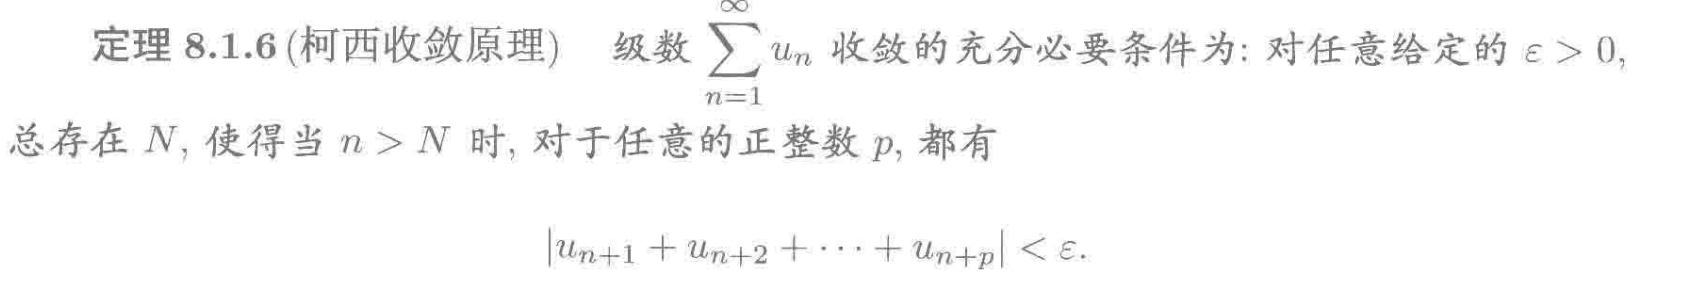 定理 8.1.6 (柯西收敛原理) 级数 $\sum_{n=1}^{\infty} u_n$ 收敛的充分必要条件为: 对任意给定的 $\varepsilon > 0$,
总存在 $N$, 使得当 $n > N$ 时, 对于任意的正整数 $p$, 都有
$|u_{n+1} + u_{n+2} + \cdots + u_{n+p}| < \varepsilon.$